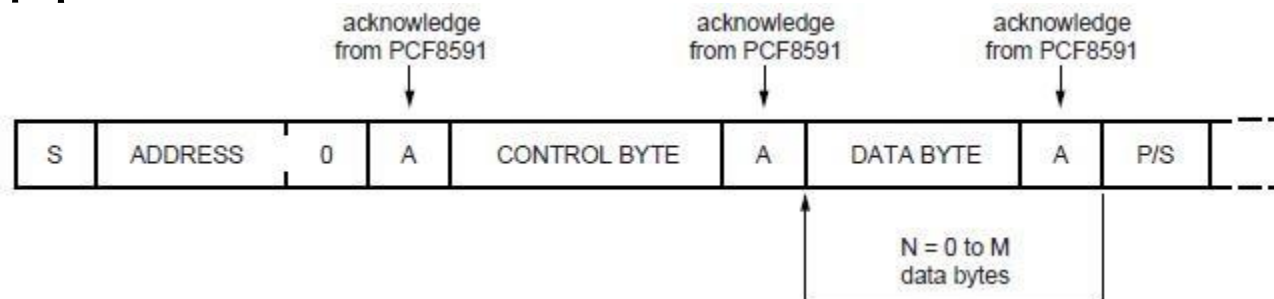 acknowledge
from PCF8591
acknowledge
from PCF8591
acknowledge
from PCF8591
S ADDRESS 0 A CONTROL BYTE A DATA BYTE A P/S
N = 0 to M
data bytes